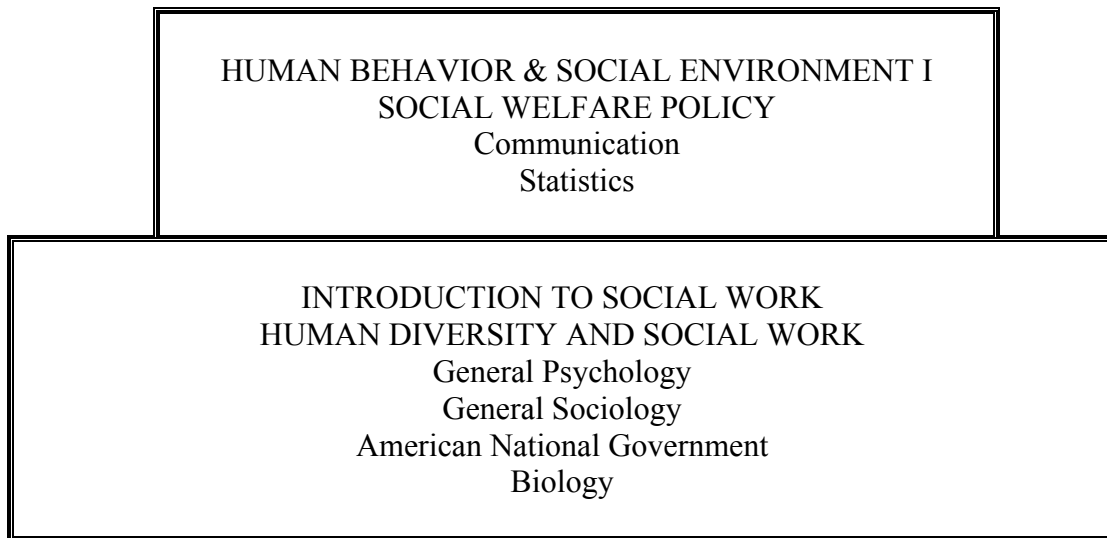 HUMAN BEHAVIOR & SOCIAL ENVIRONMENT I
SOCIAL WELFARE POLICY
Communication
Statistics
INTRODUCTION TO SOCIAL WORK
HUMAN DIVERSITY AND SOCIAL WORK
General Psychology
General Sociology
American National Government
Biology